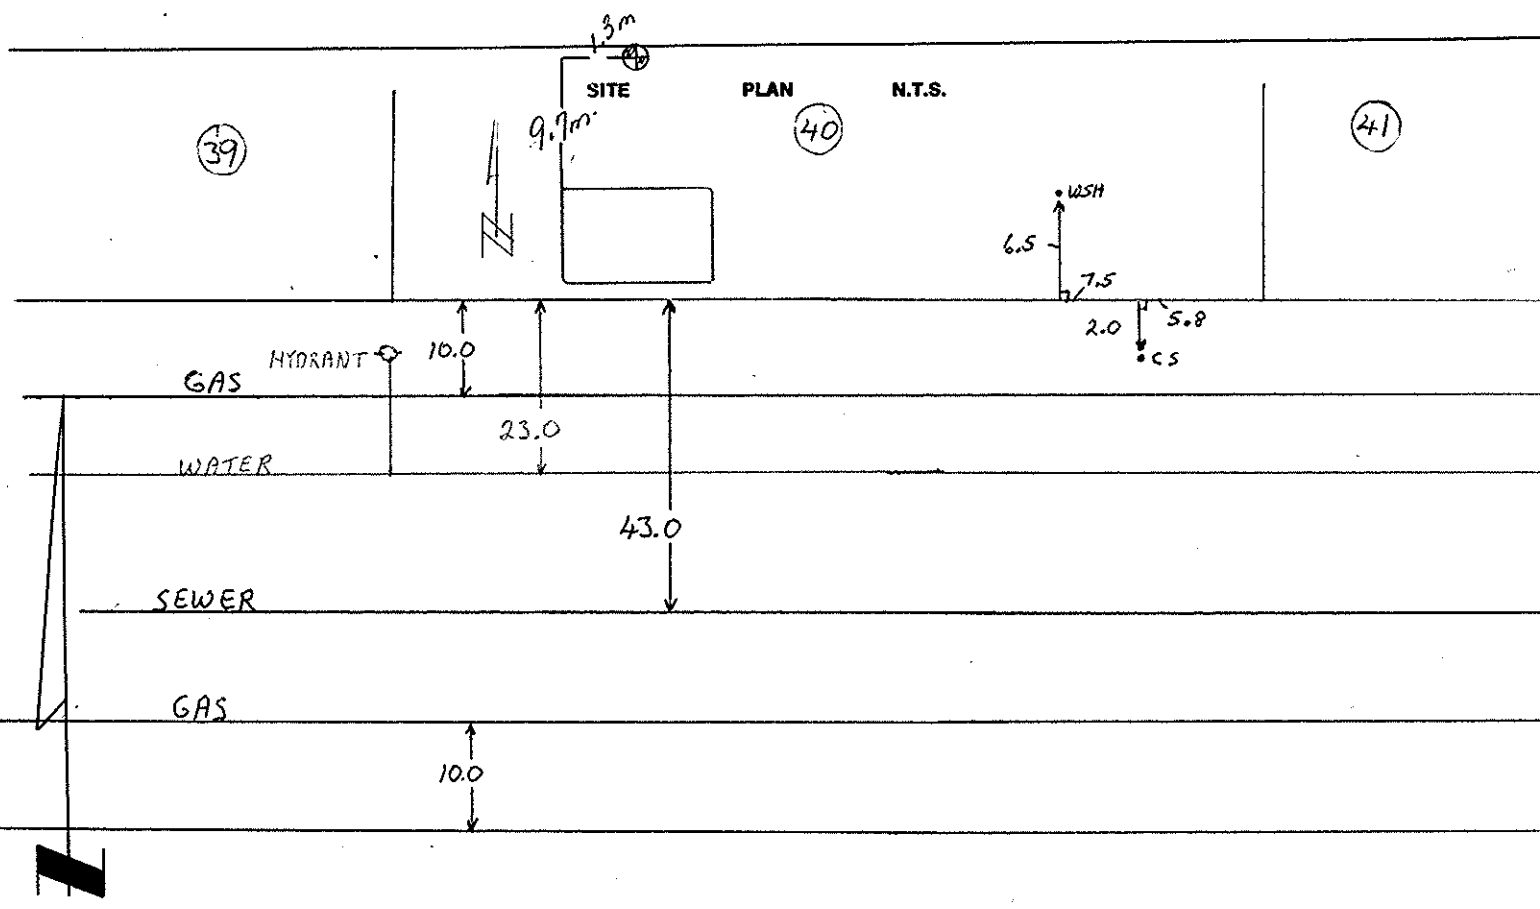 1.3m
SITE PLAN N.T.S.
9.7m
39
40
41
N
WSH
6.5
7.5
2.0
5.8
CS
HYDRANT
10.0
GAS
23.0
WATER
43.0
SEWER
GAS
10.0
N